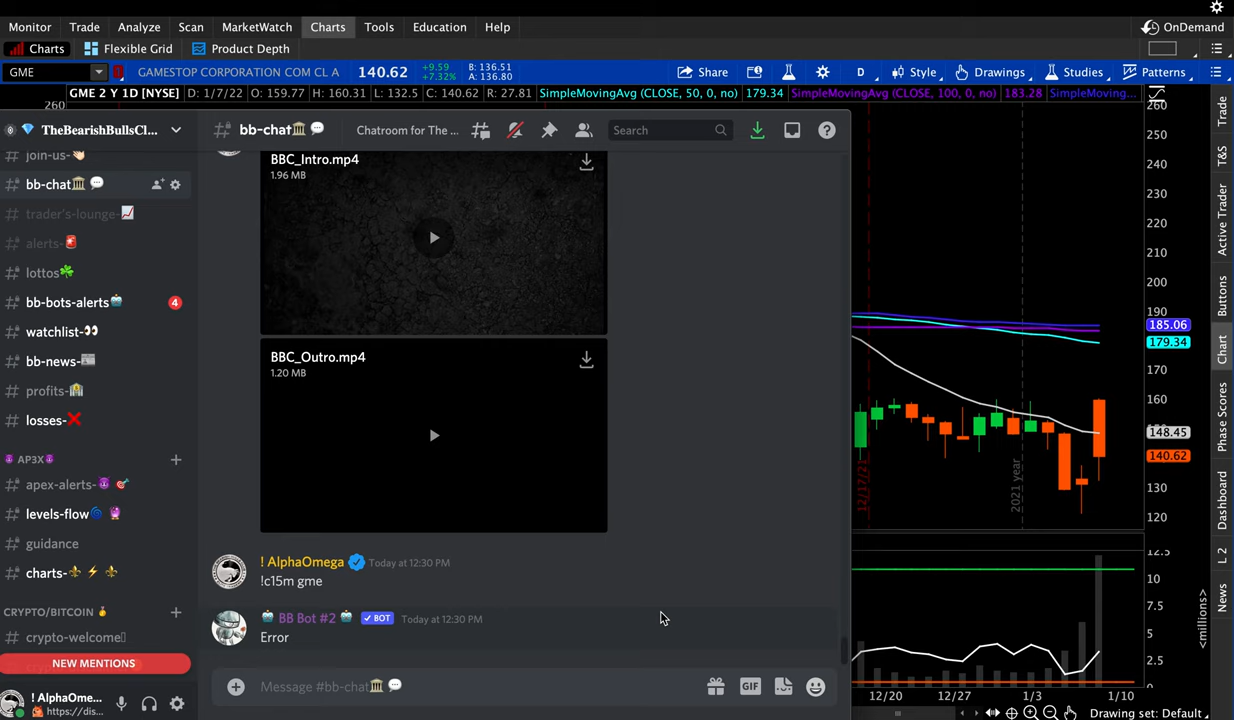 Monitor Trade Analyze Scan MarketWatch Charts Tools Education Help OnDemand
Charts Flexible Grid Product Depth
GME GAMESTOP CORPORATION COM CL A 140.62 +9.59 +7.32% B: 136.51 A: 136.80 Share D Style Drawings Studies Patterns
GME 2 Y 1D [NYSE] D: 1/7/22 O: 159.77 H: 160.31 L: 132.5 C: 140.62 R: 27.81 SimpleMovingAvg (CLOSE, 50, 0, no) 179.34 SimpleMovingAvg (CLOSE, 100, 0, no) 183.28 SimpleMoving...
260
TheBearishBullsCl...
join-us-👋🏻
bb-chat🏛️💬
trader's-lounge-📈
alerts-🚨
lottos☘️
bb-bots-alerts🤖 4
watchlist-👀
bb-news-📰
profits-🤑
losses-❌
😈 AP3X😈
apex-alerts-😈 🎯
levels-flow🌀 🔮
guidance
charts-⚜️ ⚡ ⚜️
CRYPTO/BITCOIN 🥇
crypto-welcome
NEW MENTIONS
! AlphaOme...
https://dis...
bb-chat🏛️💬 Chatroom for The ... Search
BBC_Intro.mp4
1.96 MB
BBC_Outro.mp4
1.20 MB
! AlphaOmega Today at 12:30 PM
!c15m gme
🤖 BB Bot #2 🤖 ✓ BOT Today at 12:30 PM
Error
Message #bb-chat🏛️💬
GIF
260
250
240
230
220
210
200
190
185.06
179.34
170
160
148.45
140.62
130
120
12/17/21
2021 year
12.5
10
7.5
5
2.5
<millions>
12/20 12/27 1/3 1/10
Drawing set: Default
Trade
T&S
Active Trader
Buttons
Chart
Phase Scores
Dashboard
L 2
News